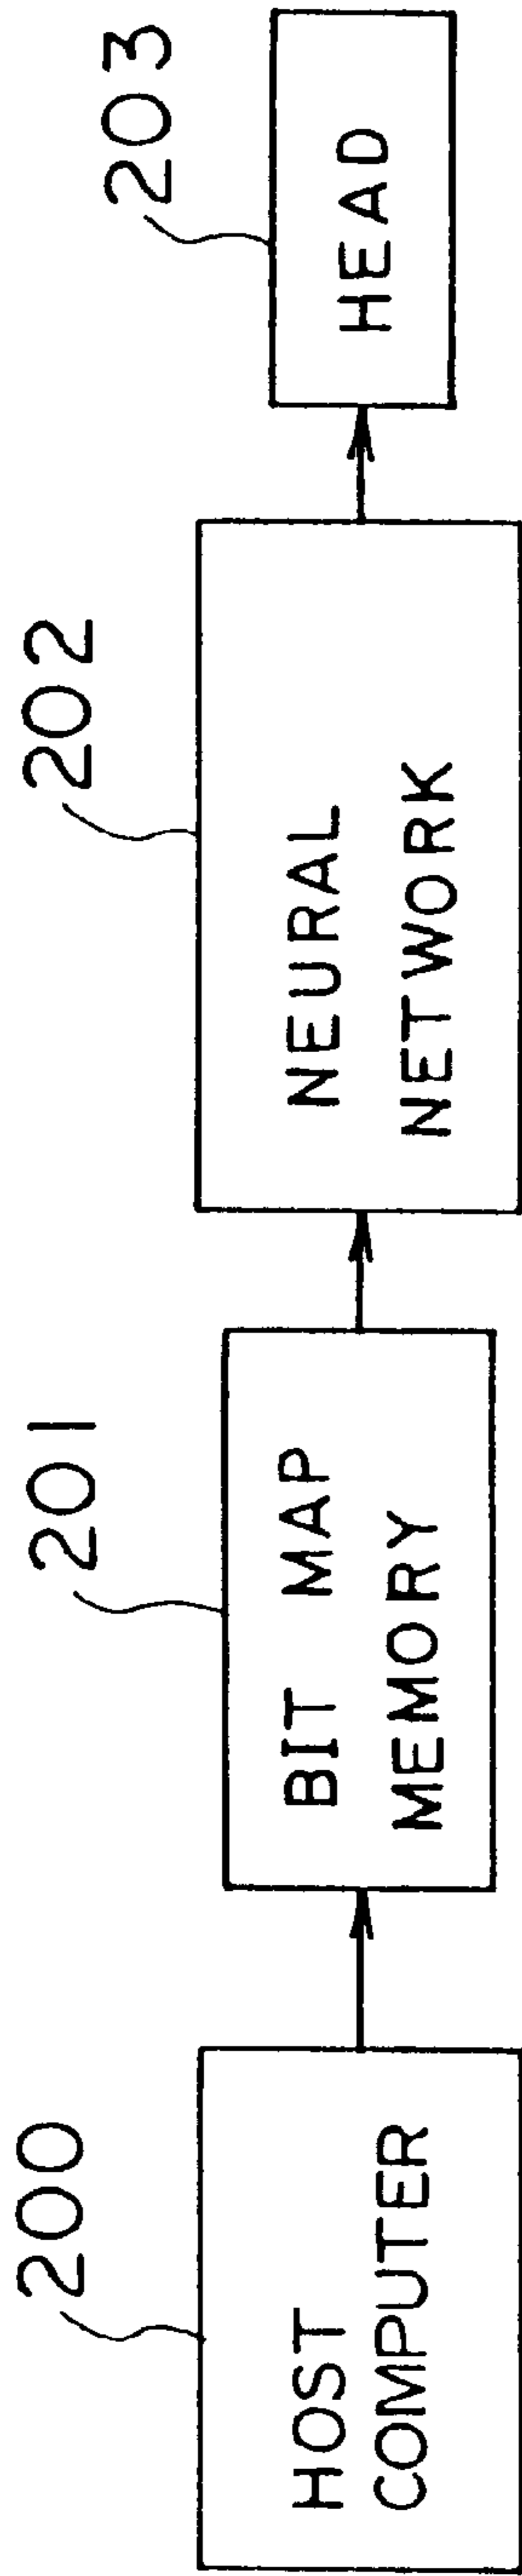 200
HOST
COMPUTER
201
BIT MAP
MEMORY
202
NEURAL
NETWORK
203
HEAD